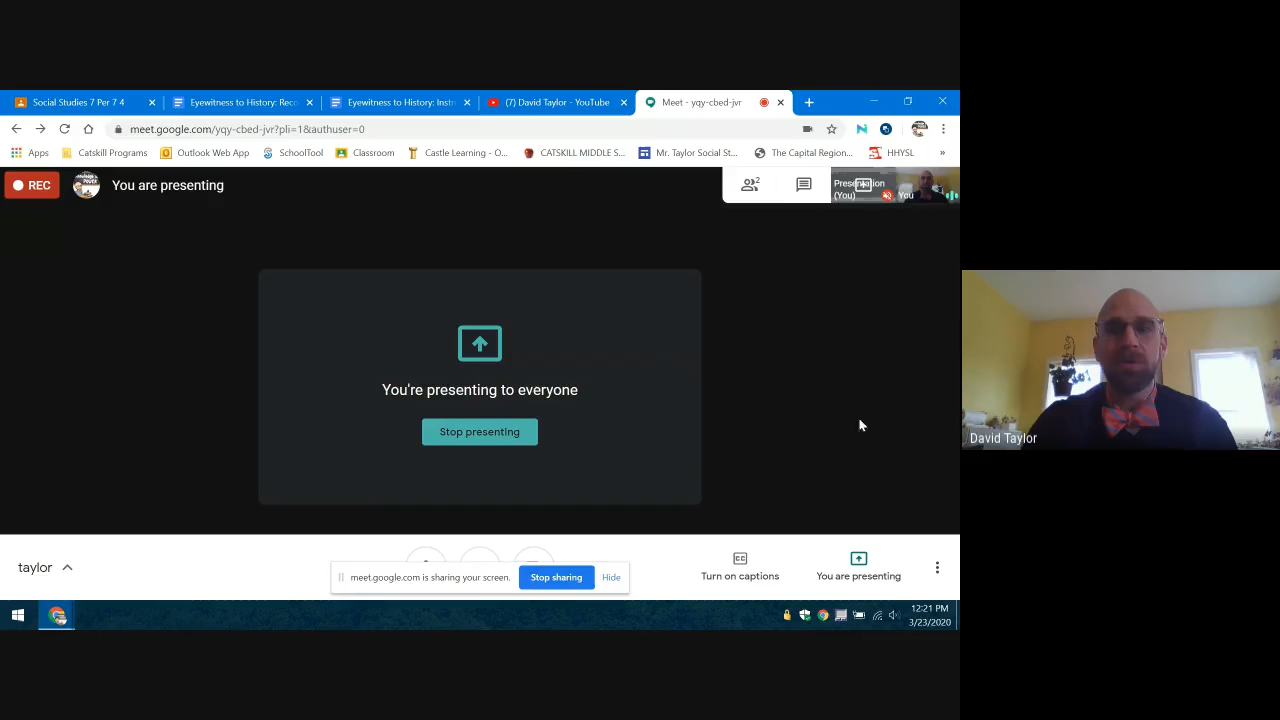 Social Studies 7 Per 7 4
Eyewitness to History: Reco
Eyewitness to History: Instr
(7) David Taylor - YouTube
Meet - yqy-cbed-jvr
meet.google.com/yqy-cbed-jvr?pli=1&authuser=0
Apps
Catskill Programs
Outlook Web App
SchoolTool
Classroom
Castle Learning - O...
CATSKILL MIDDLE S...
Mr. Taylor Social St...
The Capital Region...
HHYSL
»
REC
You are presenting
2
Presentation
(You)
You
You're presenting to everyone
Stop presenting
David Taylor
taylor
meet.google.com is sharing your screen.
Stop sharing
Hide
CC
Turn on captions
You are presenting
12:21 PM
3/23/2020